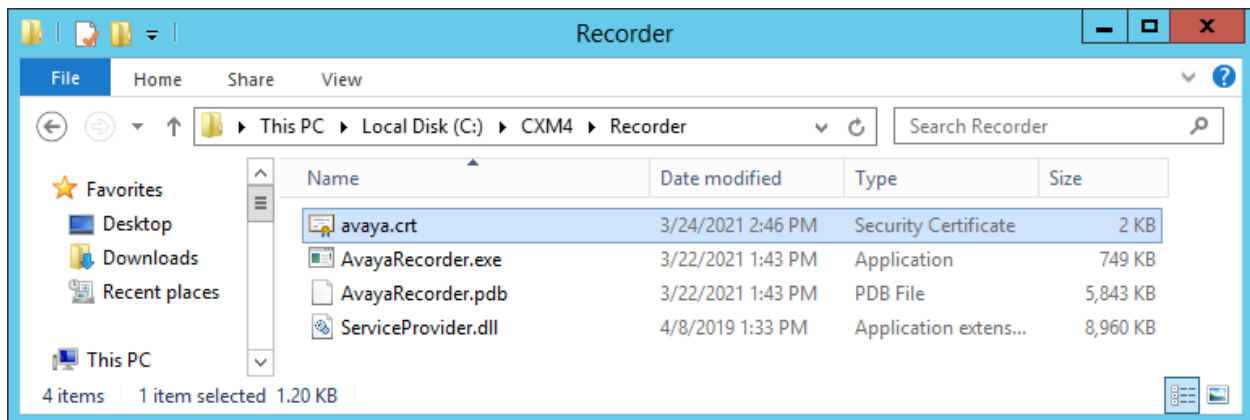 Recorder
File Home Share View
This PC Local Disk (C:) CXM4 Recorder Search Recorder
Favorites
Desktop
Downloads
Recent places
This PC
Name Date modified Type Size
avaya.crt 3/24/2021 2:46 PM Security Certificate 2 KB
AvayaRecorder.exe 3/22/2021 1:43 PM Application 749 KB
AvayaRecorder.pdb 3/22/2021 1:43 PM PDB File 5,843 KB
ServiceProvider.dll 4/8/2019 1:33 PM Application extens... 8,960 KB
4 items 1 item selected 1.20 KB